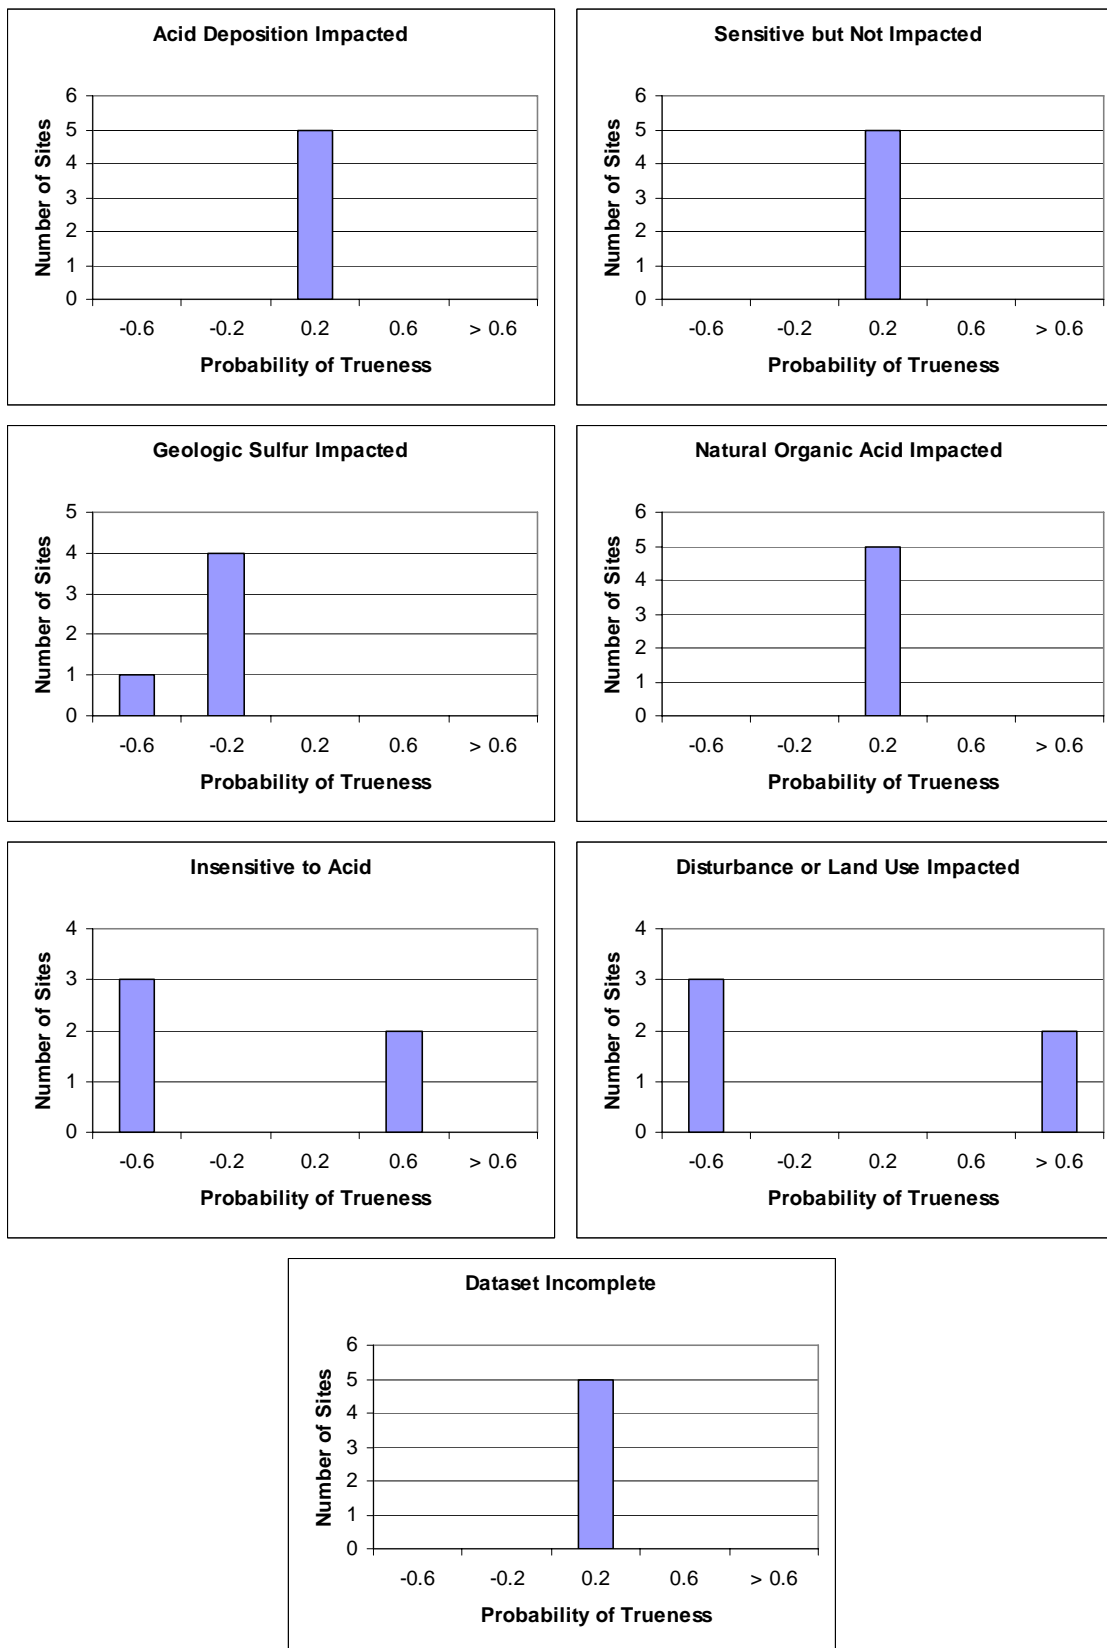 Acid Deposition Impacted
6
5
4
3
2
1
0
Number of Sites
-0.6 -0.2 0.2 0.6 > 0.6
Probability of Trueness
Sensitive but Not Impacted
6
5
4
3
2
1
0
Number of Sites
-0.6 -0.2 0.2 0.6 > 0.6
Probability of Trueness
Geologic Sulfur Impacted
5
4
3
2
1
0
Number of Sites
-0.6 -0.2 0.2 0.6 > 0.6
Probability of Trueness
Natural Organic Acid Impacted
6
5
4
3
2
1
0
Number of Sites
-0.6 -0.2 0.2 0.6 > 0.6
Probability of Trueness
Insensitive to Acid
4
3
2
1
0
Number of Sites
-0.6 -0.2 0.2 0.6 > 0.6
Probability of Trueness
Disturbance or Land Use Impacted
4
3
2
1
0
Number of Sites
-0.6 -0.2 0.2 0.6 > 0.6
Probability of Trueness
Dataset Incomplete
6
5
4
3
2
1
0
Number of Sites
-0.6 -0.2 0.2 0.6 > 0.6
Probability of Trueness